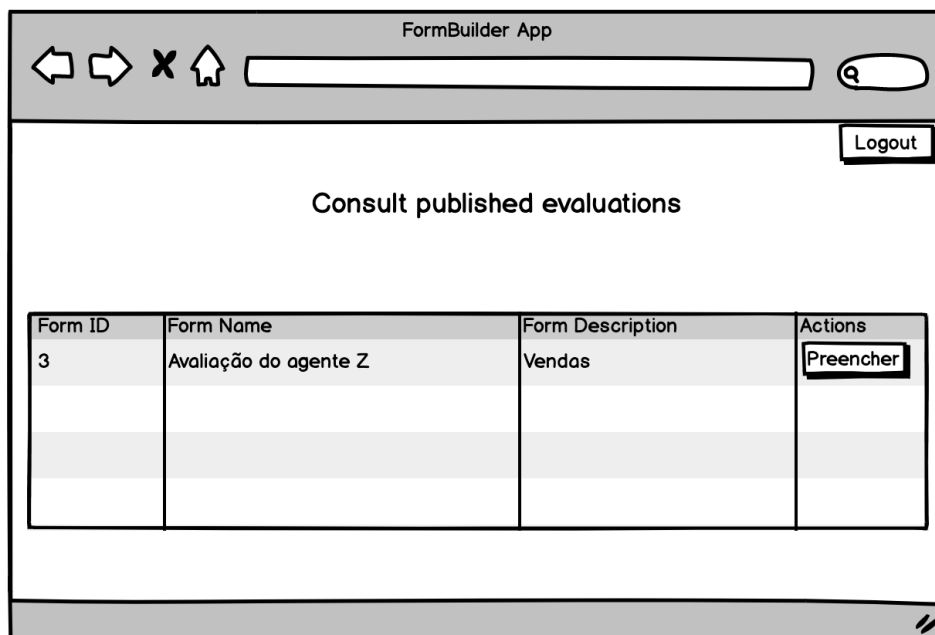 FormBuilder App
Logout
Consult published evaluations
Form ID Form Name Form Description Actions
3 Avaliação do agente Z Vendas Preencher